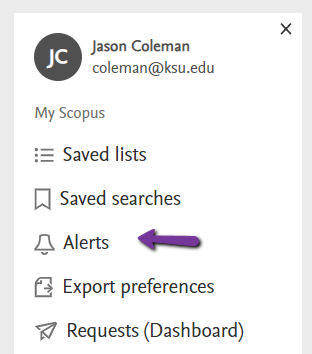 JC
Jason Coleman
coleman@ksu.edu
My Scopus
Saved lists
Saved searches
Alerts
Export preferences
Requests (Dashboard)